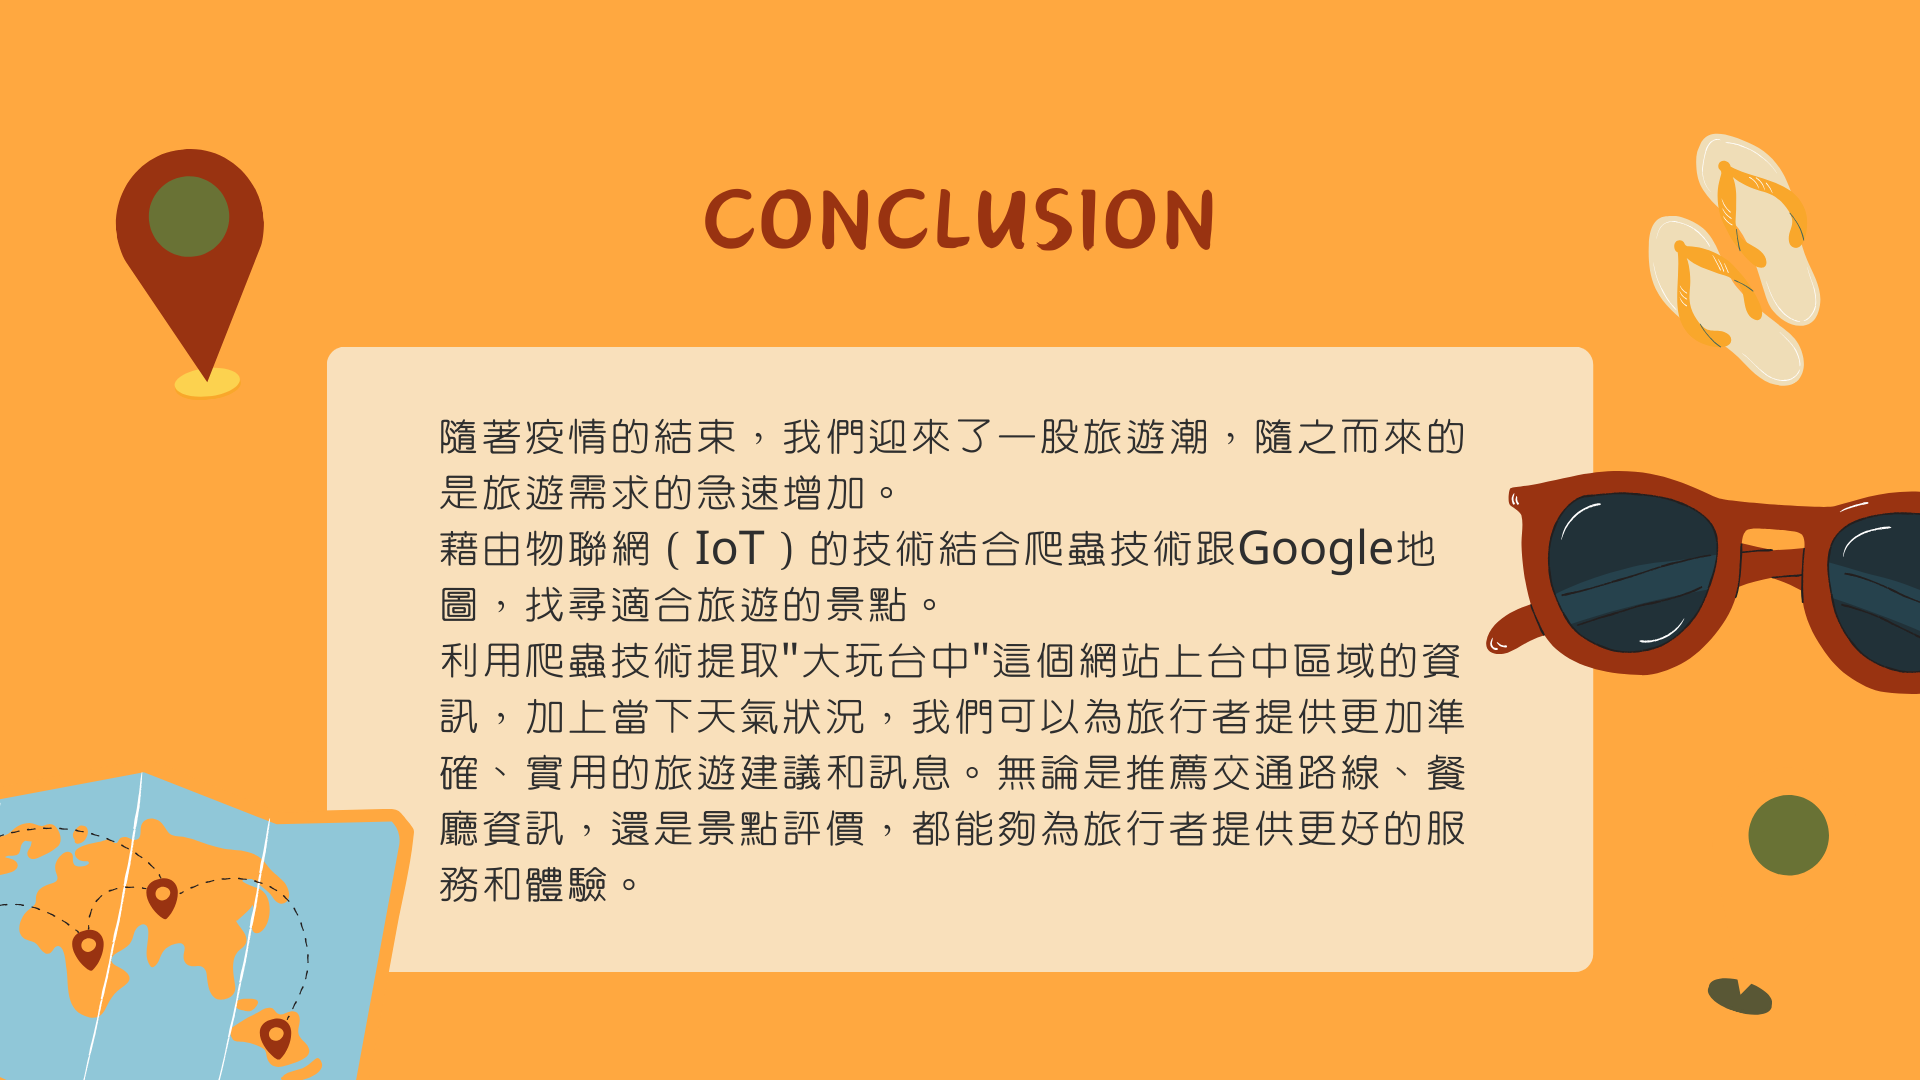 CONCLUSION
隨著疫情的結束，我們迎來了一股旅遊潮，隨之而來的
是旅遊需求的急速增加。
藉由物聯網（IoT）的技術結合爬蟲技術跟Google地
圖，找尋適合旅遊的景點。
利用爬蟲技術提取"大玩台中"這個網站上台中區域的資
訊，加上當下天氣狀況，我們可以為旅行者提供更加準
確、實用的旅遊建議和訊息。無論是推薦交通路線、餐
廳資訊，還是景點評價，都能夠為旅行者提供更好的服
務和體驗。